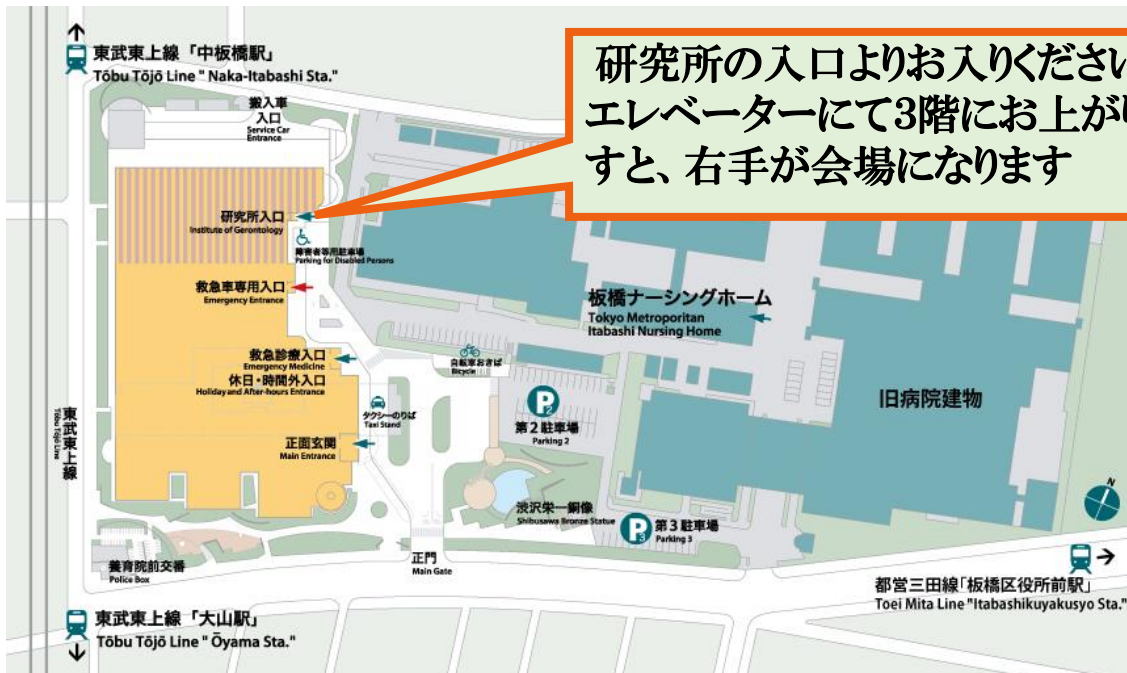 東武東上線「中板橋駅」
Tōbu Tōjō Line " Naka-Itabashi Sta."
研究所の入口よりお入りください
エレベーターにて3階にお上がり
すと、右手が会場になります
搬入車
入口
Service Car
Entrance
研究所入口
Institute of Gerontology
障害者等用駐車場
Parking for Disabled Persons
救急車専用入口
Emergency Entrance
板橋ナーシングホーム
Tokyo Metroporitan
Itabashi Nursing Home
救急診療入口
Emergency Medicine
休日・時間外入口
Holiday and After-hours Entrance
自転車おきば
Bicycle
旧病院建物
タクシーのりば
Taxi Stand
P2
第2駐車場
Parking 2
東武東上線
Tōbu Tōjō Line
正面玄関
Main Entrance
渋沢栄一銅像
Shibusawa Bronze Statue
P3
第3駐車場
Parking 3
N
養育院前交番
Police Box
正門
Main Gate
都営三田線「板橋区役所前駅」
Toei Mita Line "Itabashikuyakusyo Sta."
東武東上線「大山駅」
Tōbu Tōjō Line " Ōyama Sta."